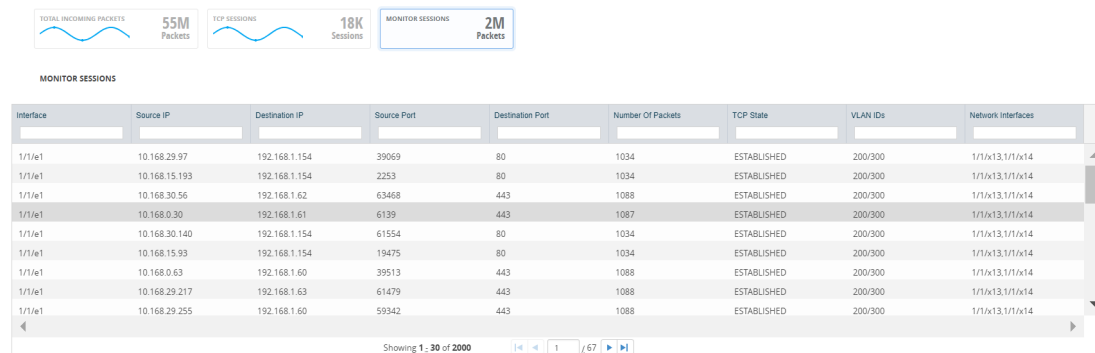 TOTAL INCOMING PACKETS 55M Packets
TCP SESSIONS 18K Sessions
MONITOR SESSIONS 2M Packets
MONITOR SESSIONS
Interface Source IP Destination IP Source Port Destination Port Number Of Packets TCP State VLAN IDs Network Interfaces
1/1/e1 10.168.29.97 192.168.1.154 39069 80 1034 ESTABLISHED 200/300 1/1/x13,1/1/x14
1/1/e1 10.168.15.193 192.168.1.154 2253 80 1034 ESTABLISHED 200/300 1/1/x13,1/1/x14
1/1/e1 10.168.30.56 192.168.1.62 63468 443 1088 ESTABLISHED 200/300 1/1/x13,1/1/x14
1/1/e1 10.168.0.30 192.168.1.61 6139 443 1087 ESTABLISHED 200/300 1/1/x13,1/1/x14
1/1/e1 10.168.30.140 192.168.1.154 61554 80 1034 ESTABLISHED 200/300 1/1/x13,1/1/x14
1/1/e1 10.168.15.93 192.168.1.154 19475 80 1034 ESTABLISHED 200/300 1/1/x13,1/1/x14
1/1/e1 10.168.0.63 192.168.1.60 39513 443 1088 ESTABLISHED 200/300 1/1/x13,1/1/x14
1/1/e1 10.168.29.217 192.168.1.63 61479 443 1088 ESTABLISHED 200/300 1/1/x13,1/1/x14
1/1/e1 10.168.29.255 192.168.1.60 59342 443 1088 ESTABLISHED 200/300 1/1/x13,1/1/x14
Showing 1 - 30 of 2000 1 / 67